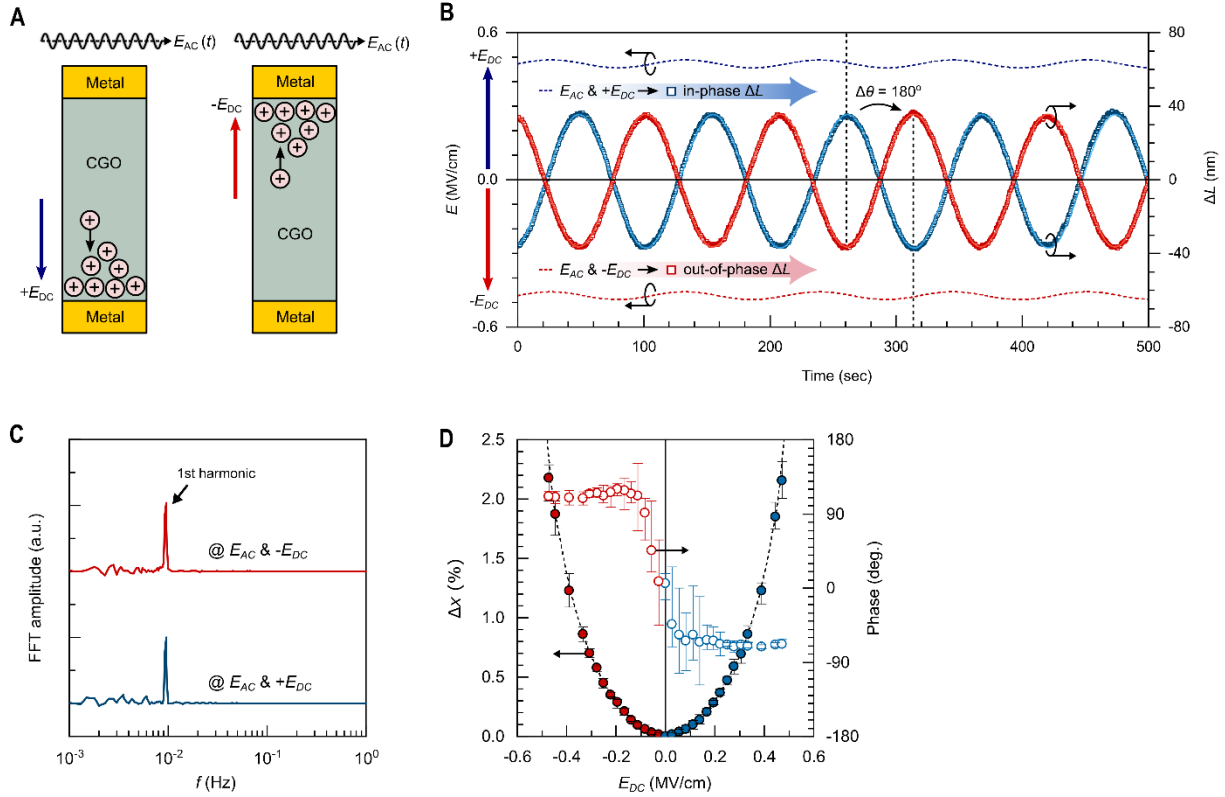 A
E_AC (t)
E_AC (t)
Metal
Metal
-E_DC
CGO
CGO
+E_DC
Metal
Metal
B
0.6
+E_DC
0.0
-E_DC
-0.6
E (MV/cm)
E_AC & +E_DC → in-phase ΔL
Δθ = 180°
E_AC & -E_DC → out-of-phase ΔL
80
40
0
-40
-80
ΔL (nm)
0 100 200 300 400 500
Time (sec)
C
FFT amplitude (a.u.)
1st harmonic
@ E_AC & -E_DC
@ E_AC & +E_DC
10⁻³ 10⁻² 10⁻¹ 10⁰
f (Hz)
D
2.5
2.0
1.5
1.0
0.5
0.0
Δx (%)
180
90
0
-90
-180
Phase (deg.)
-0.6 -0.4 -0.2 0.0 0.2 0.4 0.6
E_DC (MV/cm)